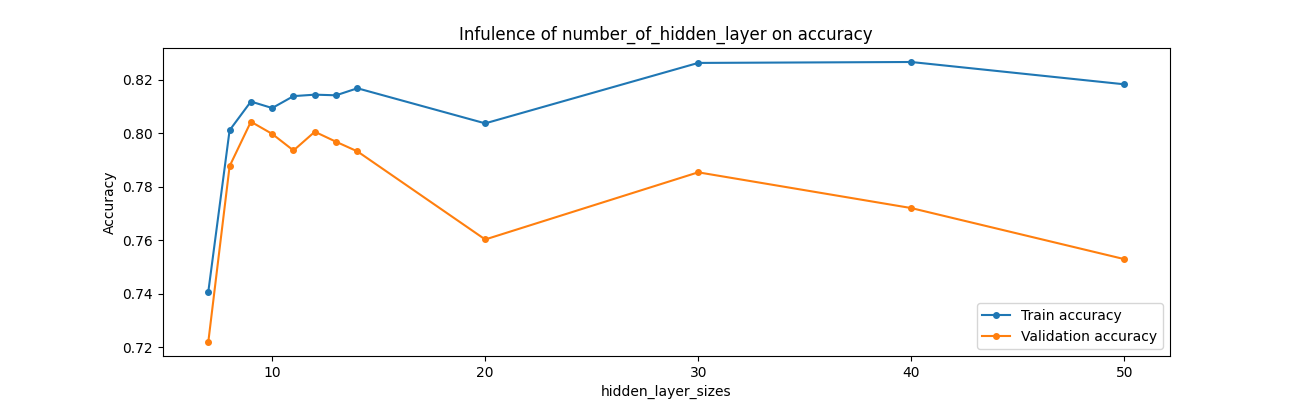 Infulence of number_of_hidden_layer on accuracy
0.82
0.80
0.78
0.76
0.74
0.72
Accuracy
Train accuracy
Validation accuracy
10 20 30 40 50
hidden_layer_sizes